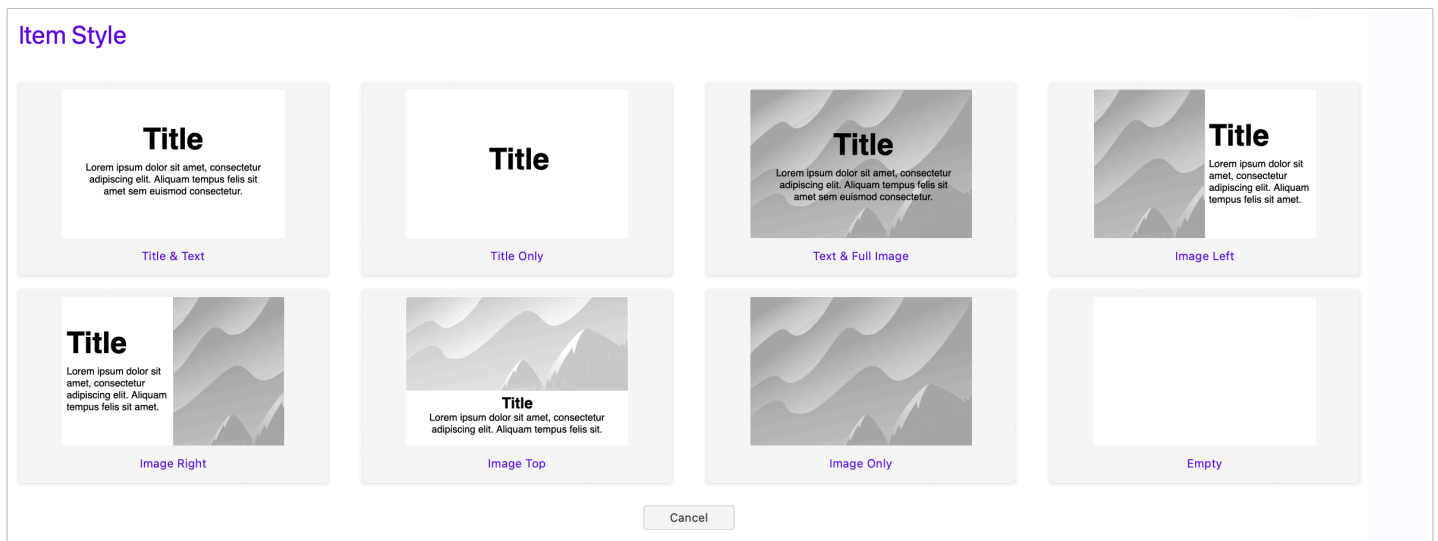 Item Style
Title
Lorem ipsum dolor sit amet, consectetur
adipiscing elit. Aliquam tempus felis sit
amet sem euismod consectetur.
Title & Text
Title
Title Only
Title
Lorem ipsum dolor sit amet, consectetur
adipiscing elit. Aliquam tempus felis sit
amet sem euismod consectetur.
Text & Full Image
Title
Lorem ipsum dolor sit
amet, consectetur
adipiscing elit. Aliquam
tempus felis sit amet.
Image Left
Title
Lorem ipsum dolor sit
amet, consectetur
adipiscing elit. Aliquam
tempus felis sit amet.
Image Right
Title
Lorem ipsum dolor sit amet, consectetur
adipiscing elit. Aliquam tempus felis sit.
Image Top
Image Only
Empty
Cancel